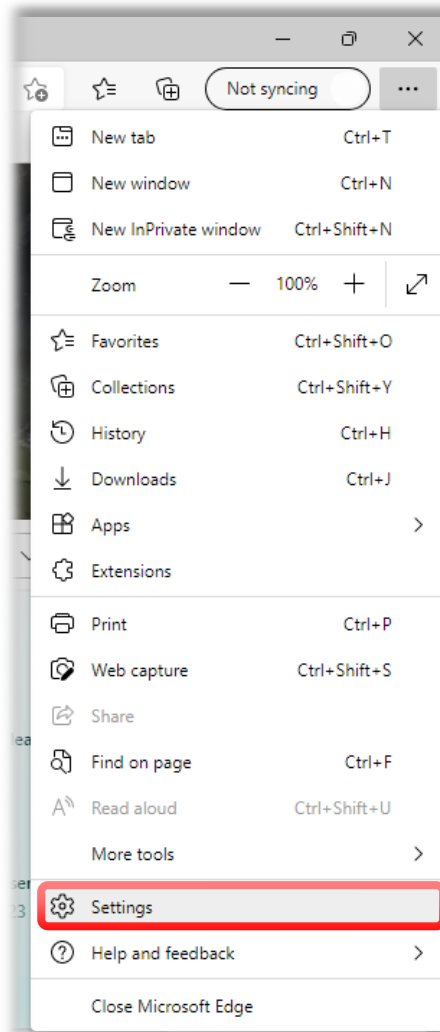 Not syncing
New tab Ctrl+T
New window Ctrl+N
New InPrivate window Ctrl+Shift+N
Zoom 100%
Favorites Ctrl+Shift+O
Collections Ctrl+Shift+Y
History Ctrl+H
Downloads Ctrl+J
Apps
Extensions
Print Ctrl+P
Web capture Ctrl+Shift+S
Share
Find on page Ctrl+F
Read aloud Ctrl+Shift+U
More tools
Settings
23
Help and feedback
Close Microsoft Edge